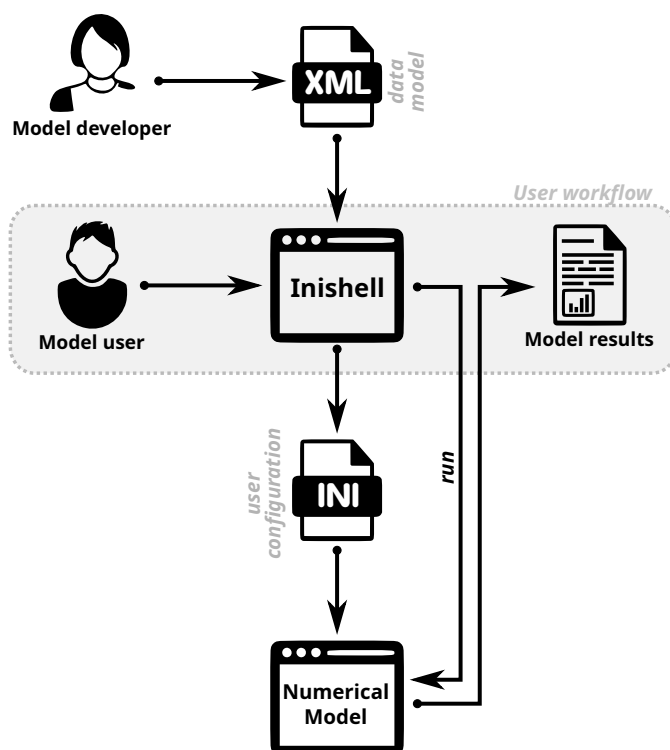 XML
data
model
Model developer
User workflow
Inishell
Model user
Model results
user
configuration
INI
run
Numerical
Model